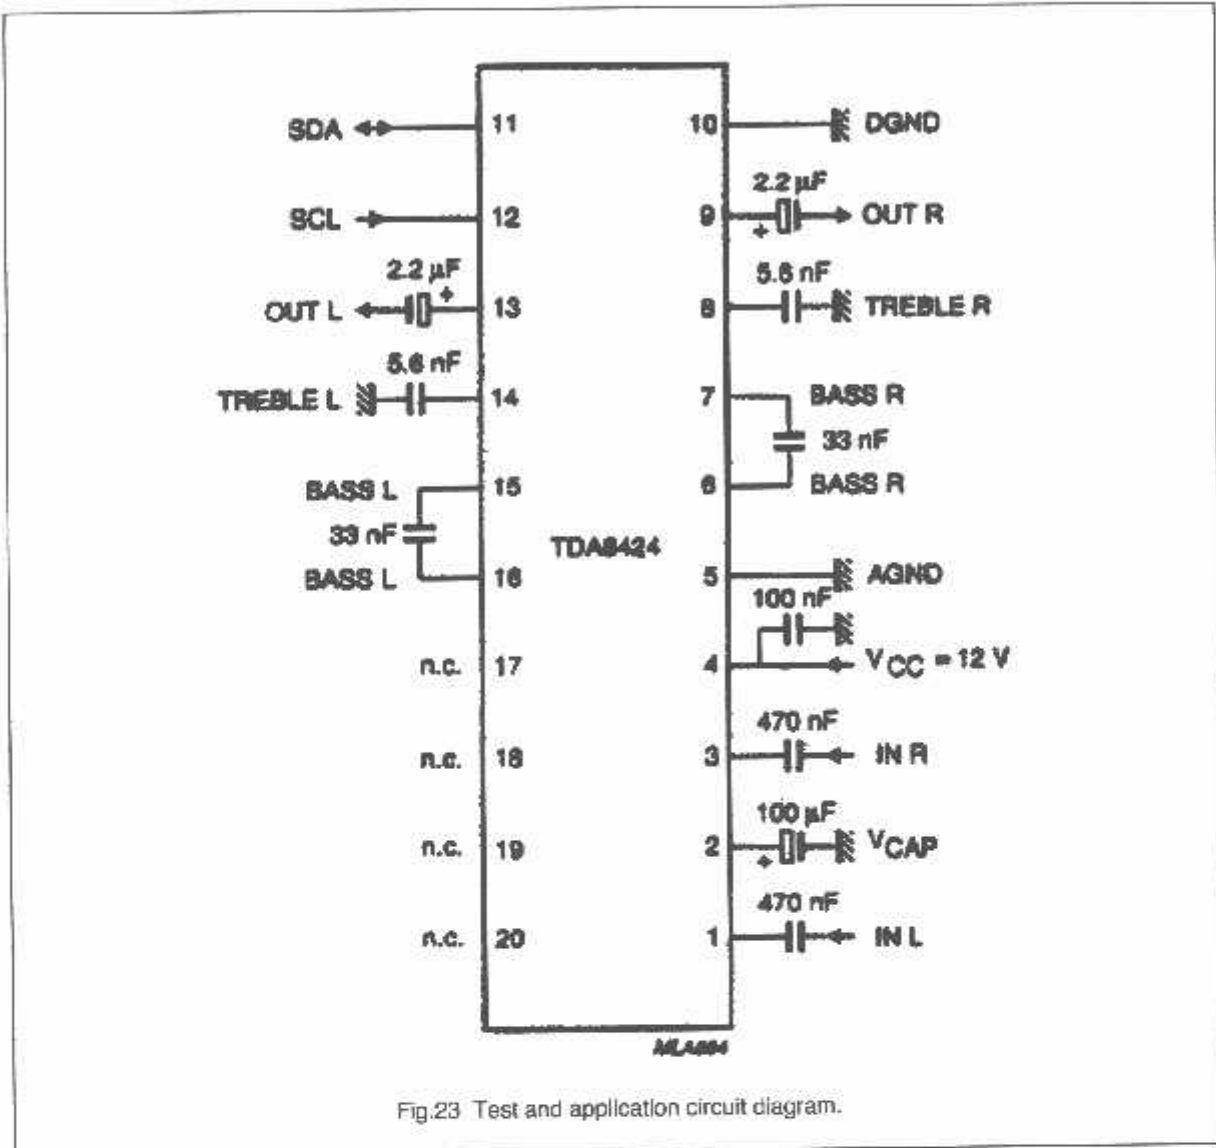 SDA 11 10 DGND
2.2 µF
SCL 12 9 OUT R
+
2.2 µF 5.6 nF
+
OUT L 13 8 TREBLE R
5.6 nF
TREBLE L 14 7 BASS R
33 nF
BASS L 15 6 BASS R
33 nF TDA8424
BASS L 16 5 AGND
100 nF
n.c. 17 4 VCC = 12 V
470 nF
n.c. 18 3 IN R
100 µF
n.c. 19 2 VCAP
+
470 nF
n.c. 20 1 IN L
Fig.23 Test and application circuit diagram.